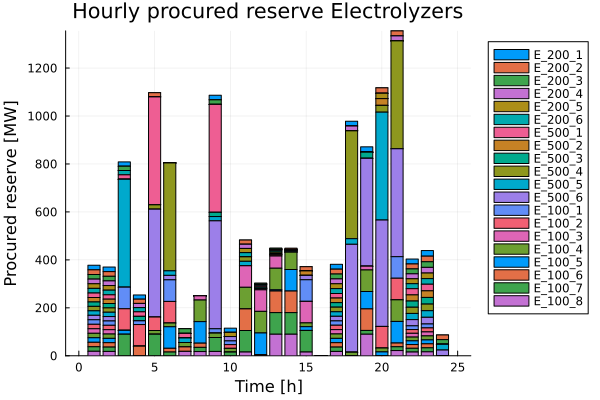 Hourly procured reserve Electrolyzers
Procured reserve [MW]
1200
1000
800
600
400
200
0
0 5 10 15 20 25
Time [h]
E_200_1
E_200_2
E_200_3
E_200_4
E_200_5
E_200_6
E_500_1
E_500_2
E_500_3
E_500_4
E_500_5
E_500_6
E_100_1
E_100_2
E_100_3
E_100_4
E_100_5
E_100_6
E_100_7
E_100_8